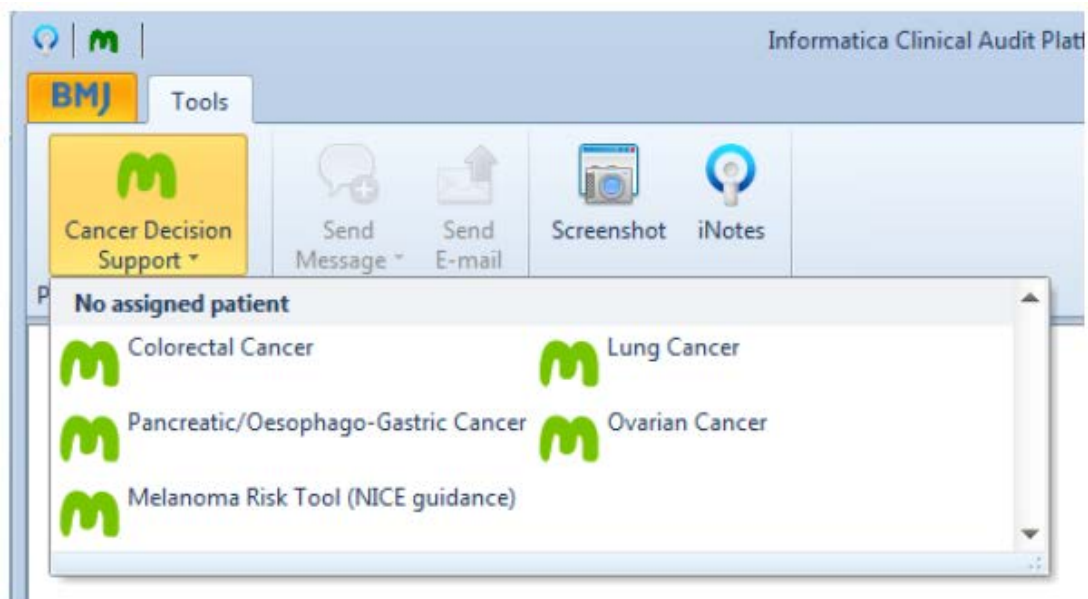 Informatica Clinical Audit
BMJ Tools
Cancer Decision Support
Send Message
Send E-mail
Screenshot
iNotes
P
No assigned patient
Colorectal Cancer
Lung Cancer
Pancreatic/Oesophago-Gastric Cancer
Ovarian Cancer
Melanoma Risk Tool (NICE guidance)